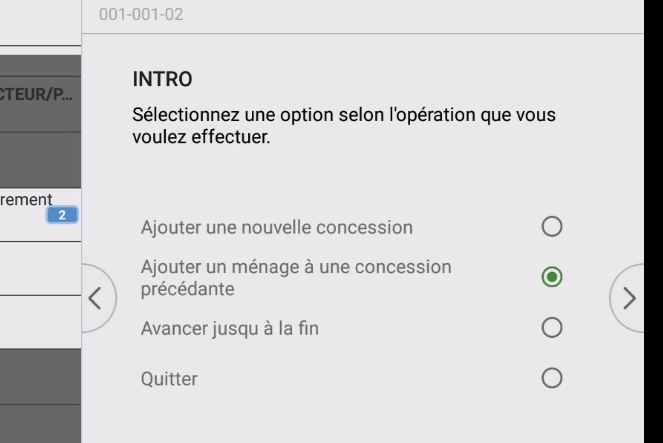 001-001-02
CTEUR/P...
rement
2
INTRO
Sélectionnez une option selon l'opération que vous
voulez effectuer.
Ajouter une nouvelle concession
Ajouter un ménage à une concession
précédante
Avancer jusqu à la fin
Quitter